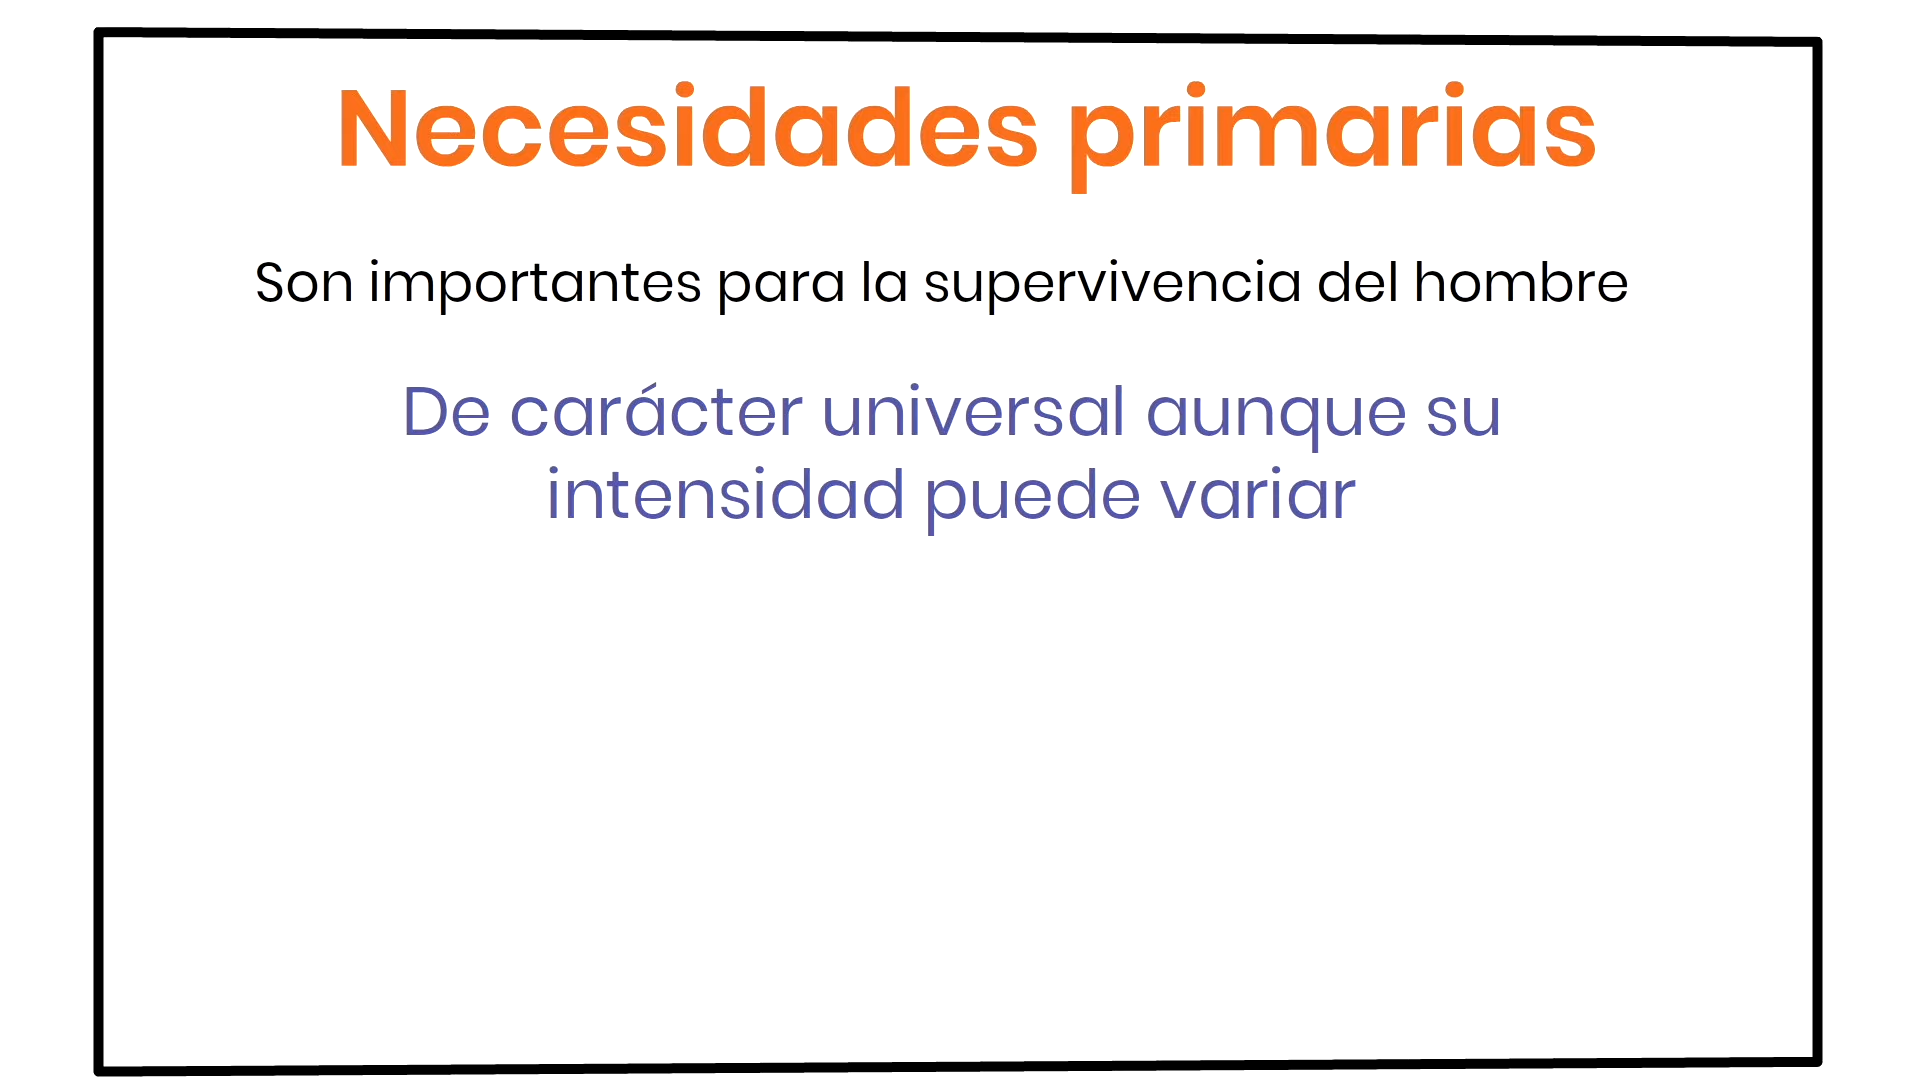 Necesidades primarias
Son importantes para la supervivencia del hombre
De carácter universal aunque su
intensidad puede variar